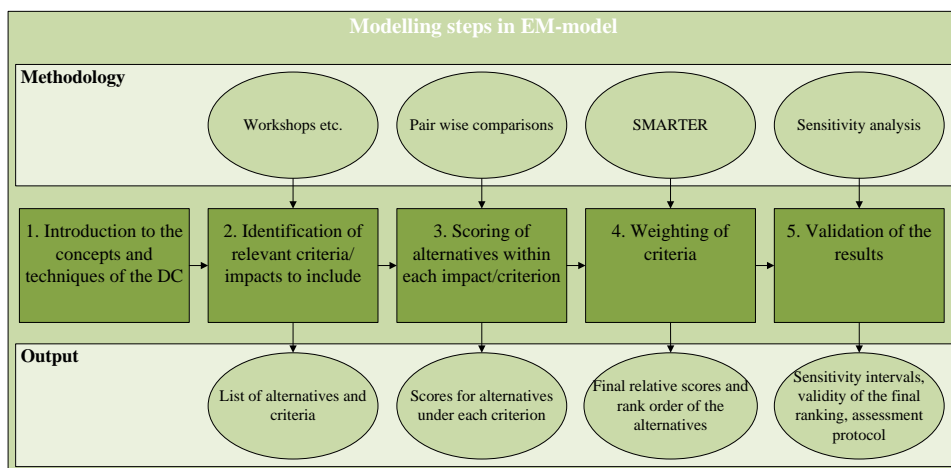 Modelling steps in EM-model
Methodology
Workshops etc.
Pair wise comparisons
SMARTER
Sensitivity analysis
1. Introduction to the
concepts and
techniques of the DC
2. Identification of
relevant criteria/
impacts to include
3. Scoring of
alternatives within
each impact/criterion
4. Weighting of
criteria
5. Validation of the
results
Output
List of alternatives and
criteria
Scores for alternatives
under each criterion
Final relative scores and
rank order of the
alternatives
Sensitivity intervals,
validity of the final
ranking, assessment
protocol